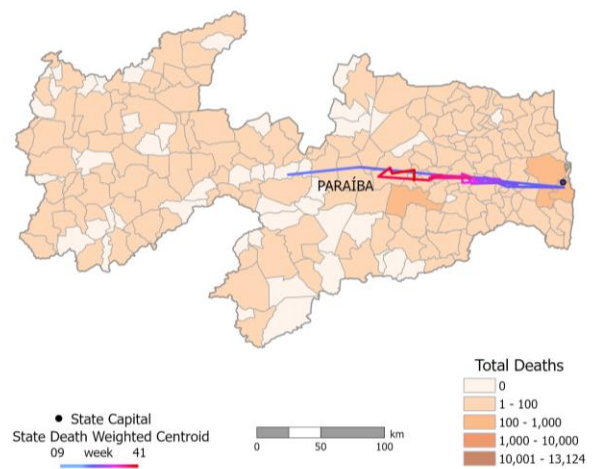 PARAÍBA
State Capital
State Death Weighted Centroid
09 week 41
km
0 50 100
Total Deaths
0
1 - 100
100 - 1,000
1,000 - 10,000
10,001 - 13,124